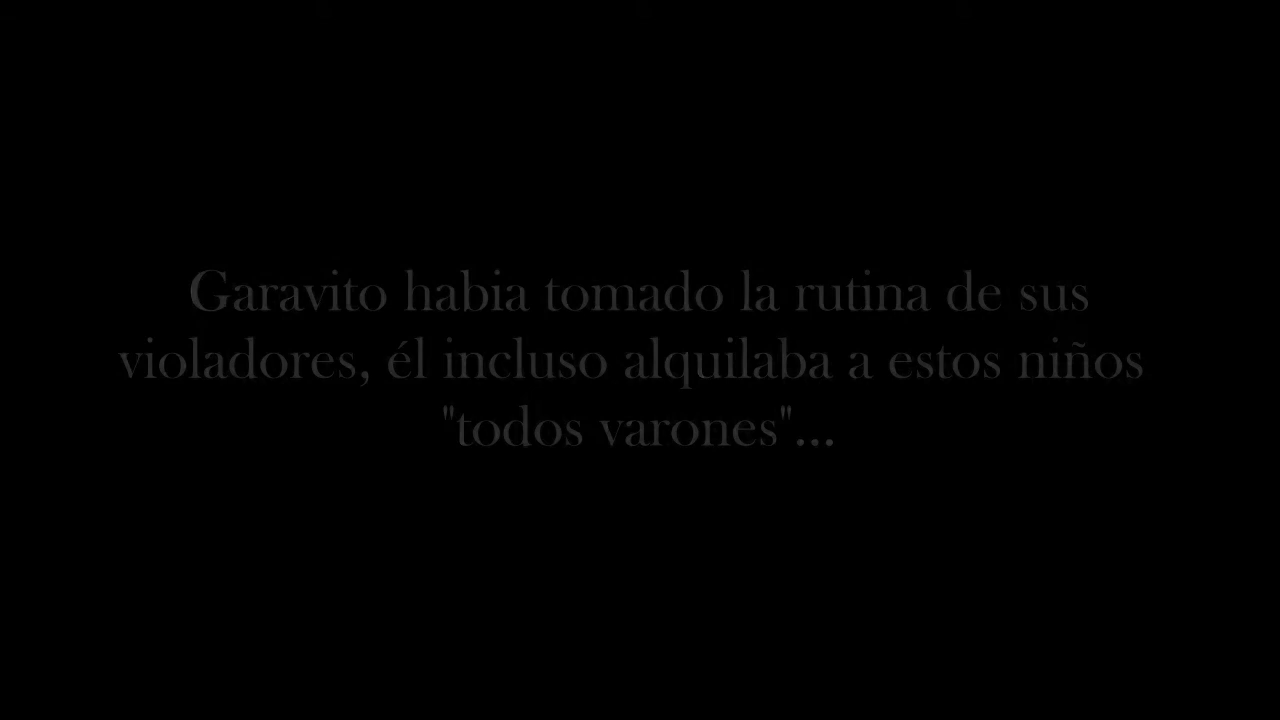 Garavito habia tomado la rutina de sus
violadores, él incluso alquilaba a estos niños
"todos varones"...